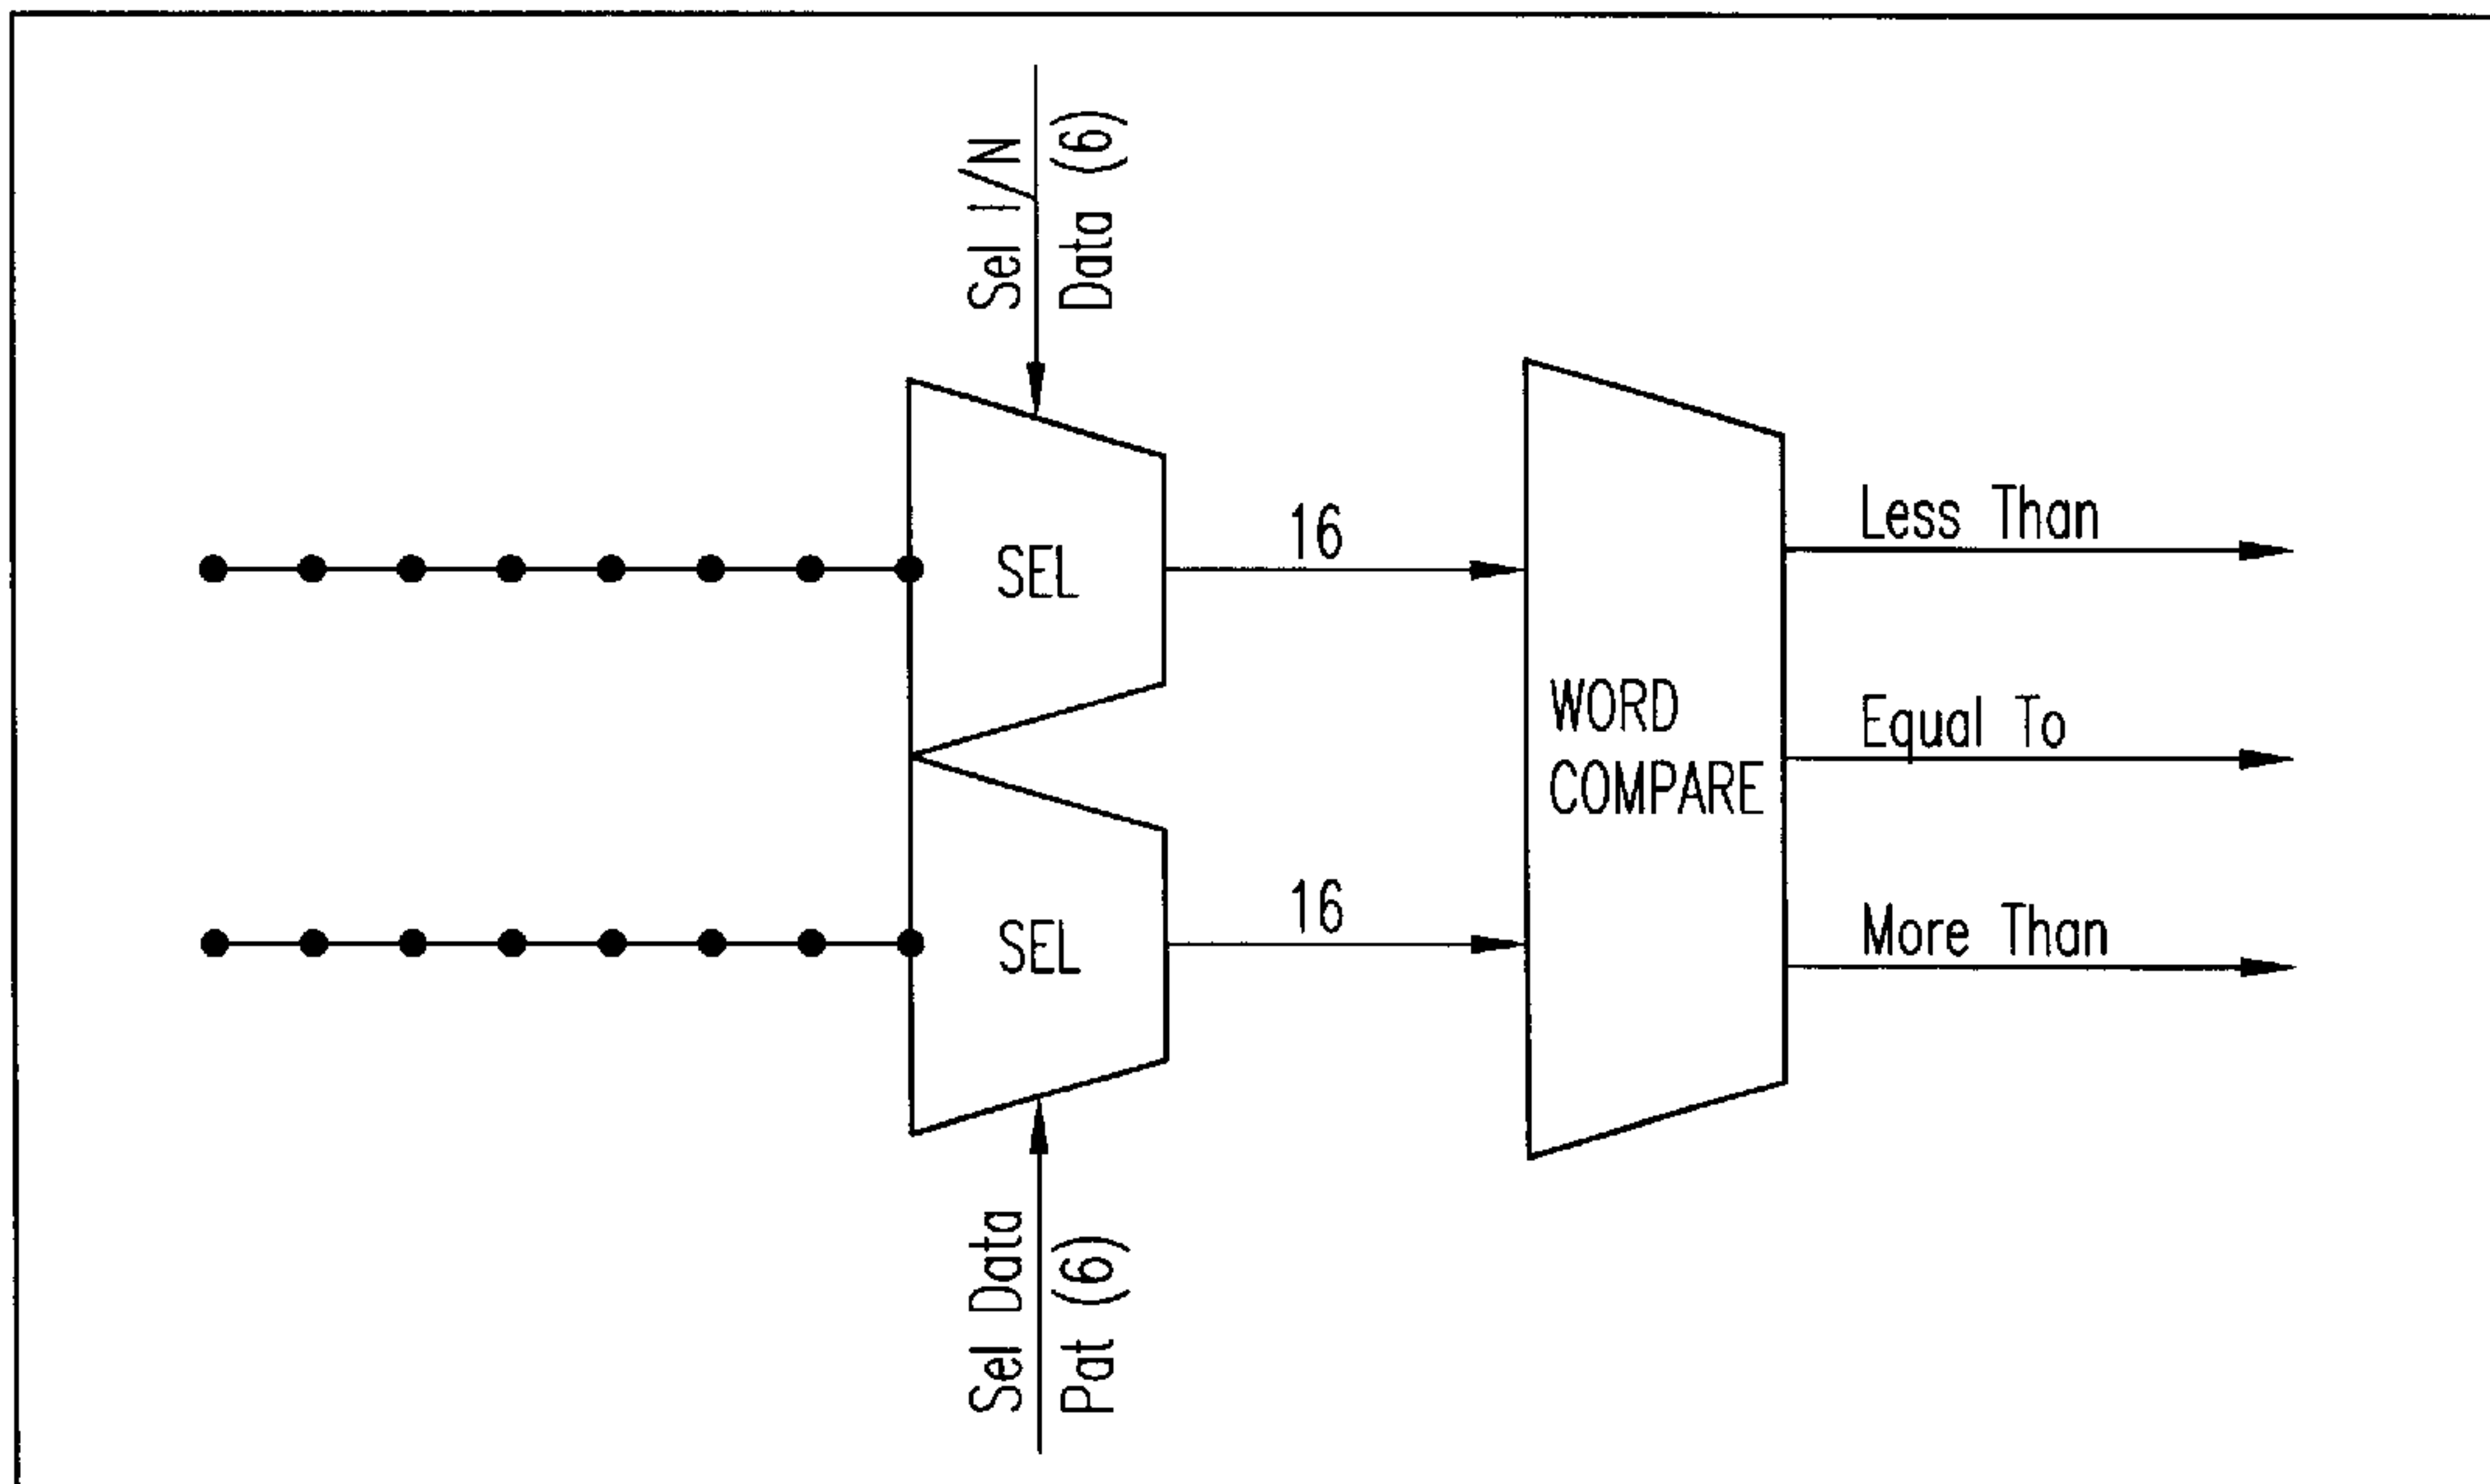 Sel I/N
Data (6)
SEL
16
Less Than
WORD
COMPARE
Equal To
SEL
16
More Than
Sel Data
Pat (6)